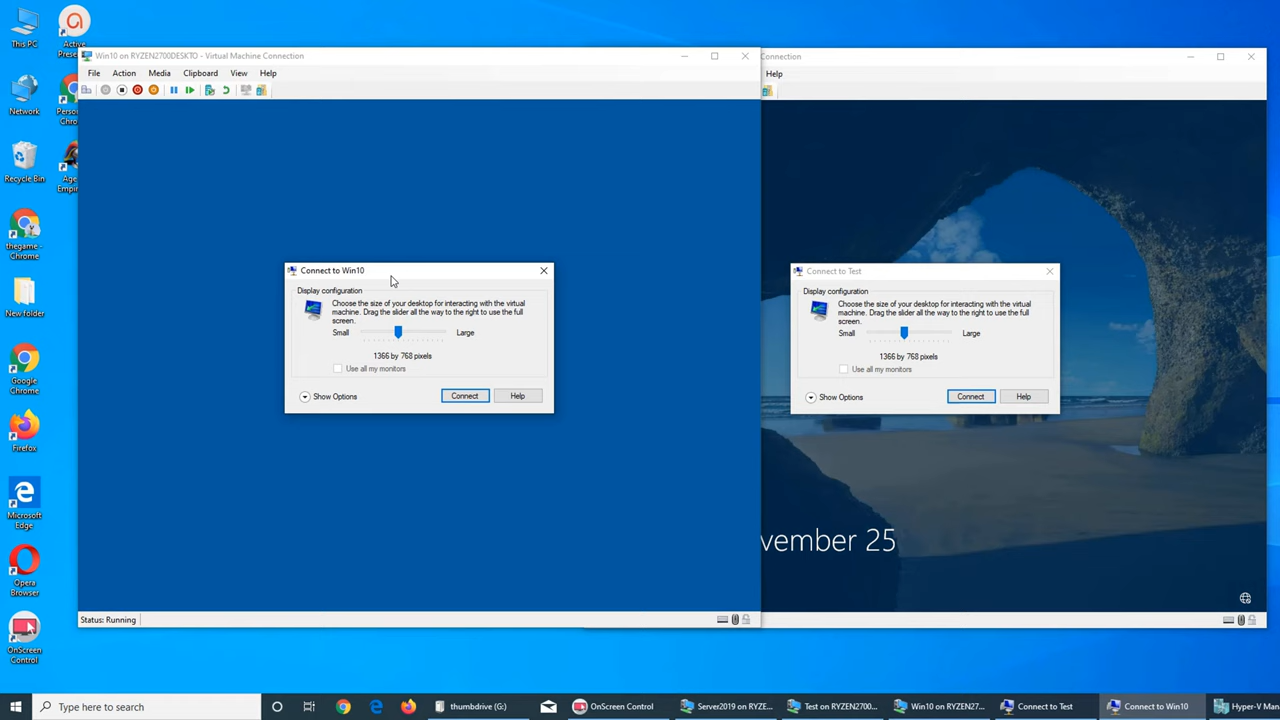 This PC
Active
Prese...
Network
Person...
Chro...
Recycle Bin
Age
Empir...
thegame -
Chrome
New folder
Google
Chrome
Firefox
Microsoft
Edge
Opera
Browser
OnScreen
Control
Win10 on RYZEN2700DESKTO - Virtual Machine Connection
File Action Media Clipboard View Help
Connect to Win10
Display configuration
Choose the size of your desktop for interacting with the virtual
machine. Drag the slider all the way to the right to use the full
screen.
Small Large
1366 by 768 pixels
Use all my monitors
Show Options Connect Help
Status: Running
Connection
Help
Connect to Test
Display configuration
Choose the size of your desktop for interacting with the virtual
machine. Drag the slider all the way to the right to use the full
screen.
Small Large
1366 by 768 pixels
Use all my monitors
Show Options Connect Help
vember 25
Type here to search thumbdrive (G:) OnScreen Control Server2019 on RYZE... Test on RYZEN2700... Win10 on RYZEN27... Connect to Test Connect to Win10 Hyper-V Man